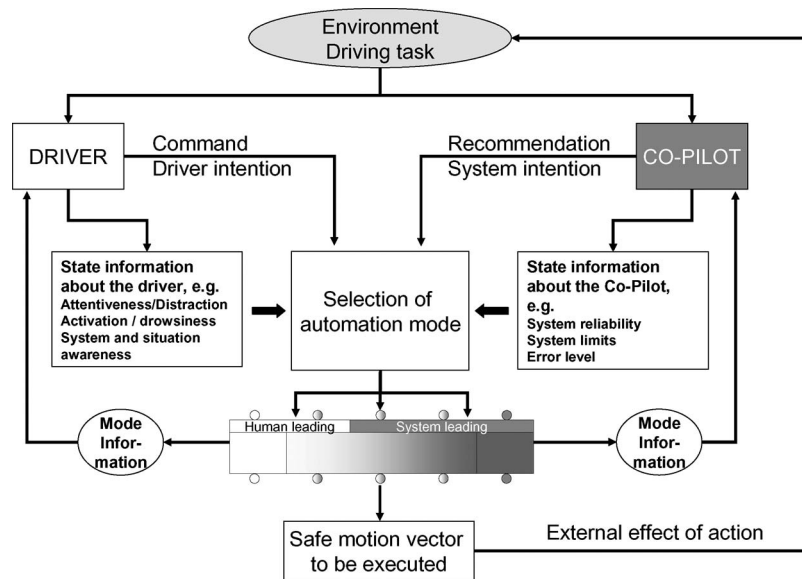 Environment
Driving task
DRIVER
Command
Driver intention
Recommendation
System intention
CO-PILOT
State information
about the driver, e.g.
Attentiveness/Distraction
Activation / drowsiness
System and situation
awareness
Selection of
automation mode
State information
about the Co-Pilot,
e.g.
System reliability
System limits
Error level
Mode
Infor-
mation
Human leading
System leading
Mode
Infor-
mation
Safe motion vector
to be executed
External effect of action